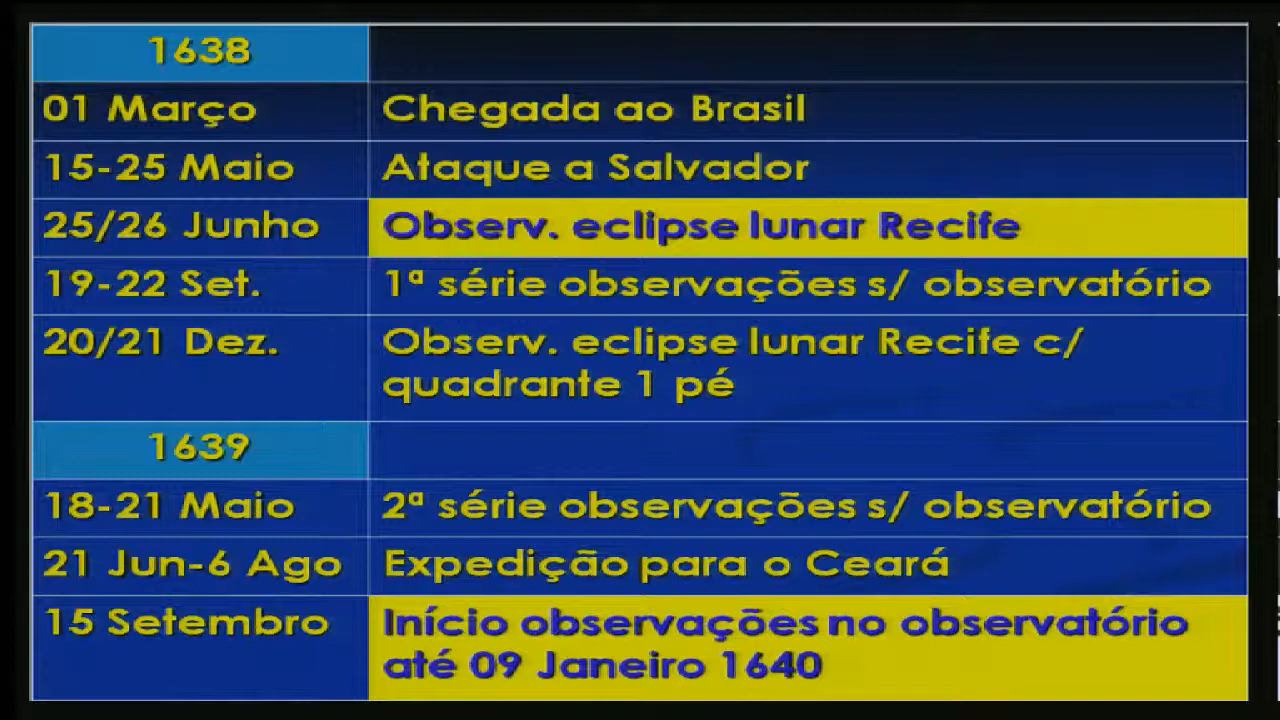 1638
01 Março Chegada ao Brasil
15-25 Maio Ataque a Salvador
25/26 Junho Observ. eclipse lunar Recife
19-22 Set. 1ª série observações s/ observatório
20/21 Dez. Observ. eclipse lunar Recife c/
quadrante 1 pé
1639
18-21 Maio 2ª série observações s/ observatório
21 Jun-6 Ago Expedição para o Ceará
15 Setembro Início observações no observatório
até 09 Janeiro 1640